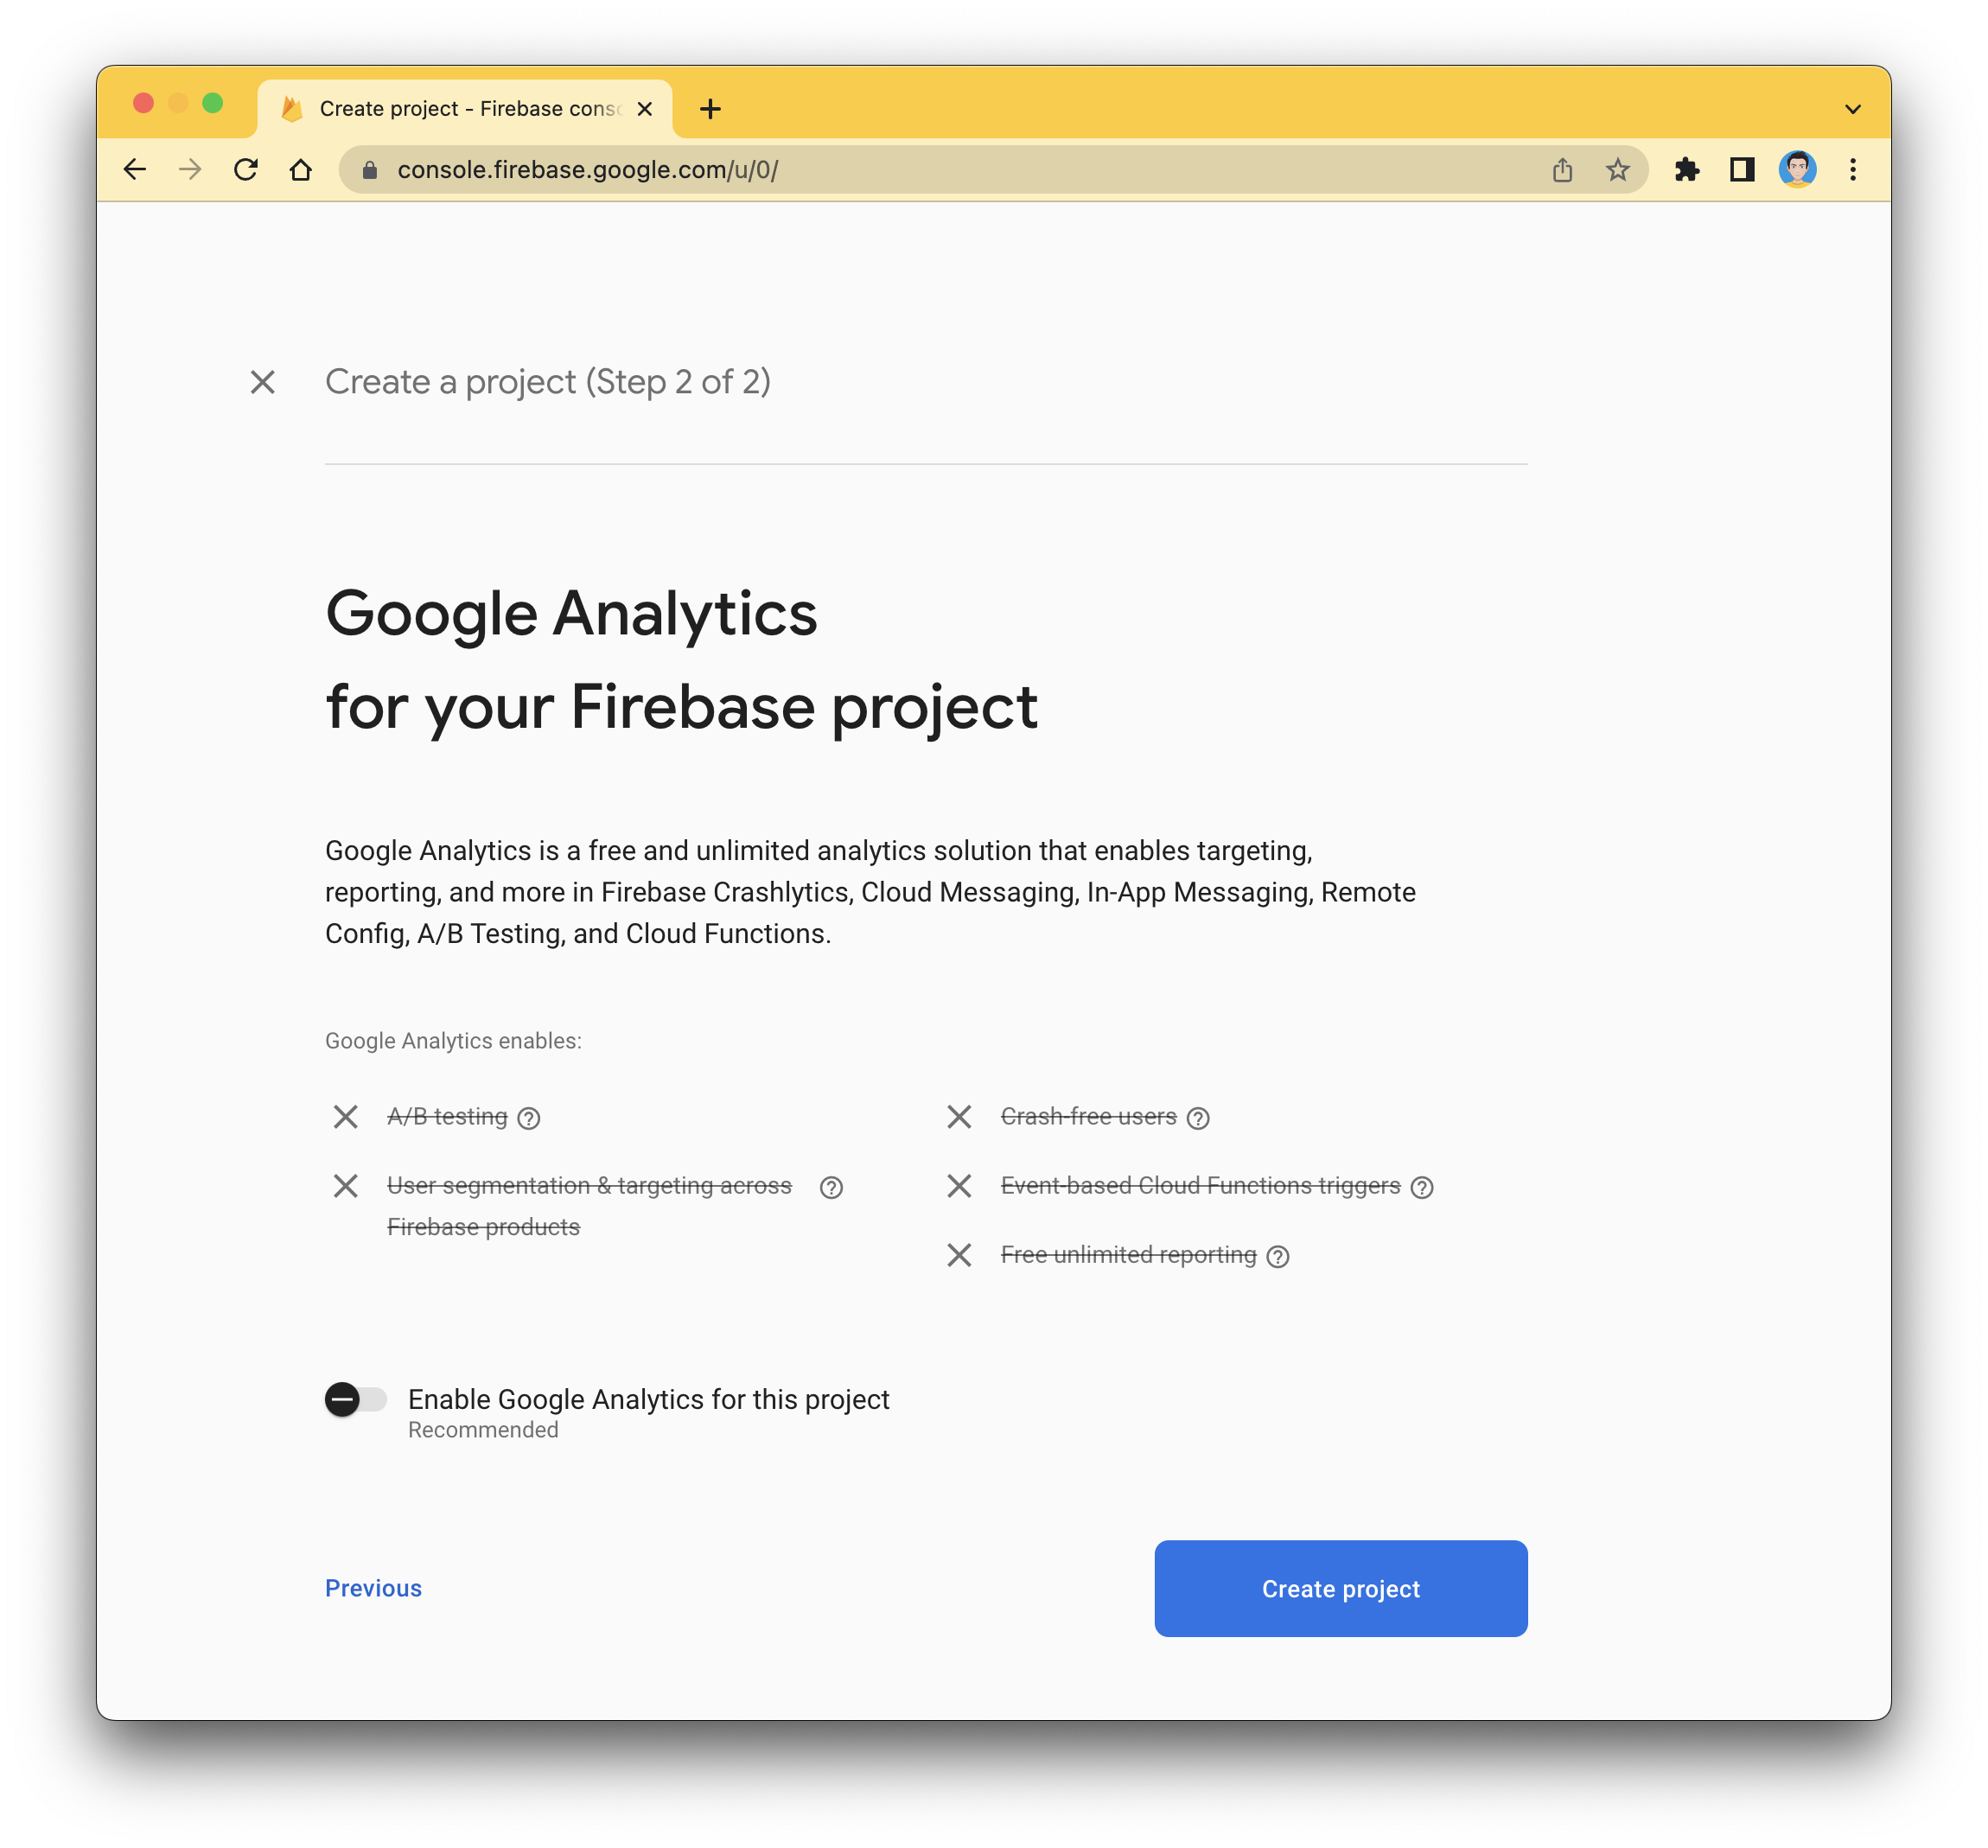 Create project - Firebase cons
console.firebase.google.com/u/0/
Create a project (Step 2 of 2)
Google Analytics
for your Firebase project
Google Analytics is a free and unlimited analytics solution that enables targeting,
reporting, and more in Firebase Crashlytics, Cloud Messaging, In-App Messaging, Remote
Config, A/B Testing, and Cloud Functions.
Google Analytics enables:
A/B testing
User segmentation & targeting across
Firebase products
Crash-free users
Event-based Cloud Functions triggers
Free unlimited reporting
Enable Google Analytics for this project
Recommended
Previous
Create project